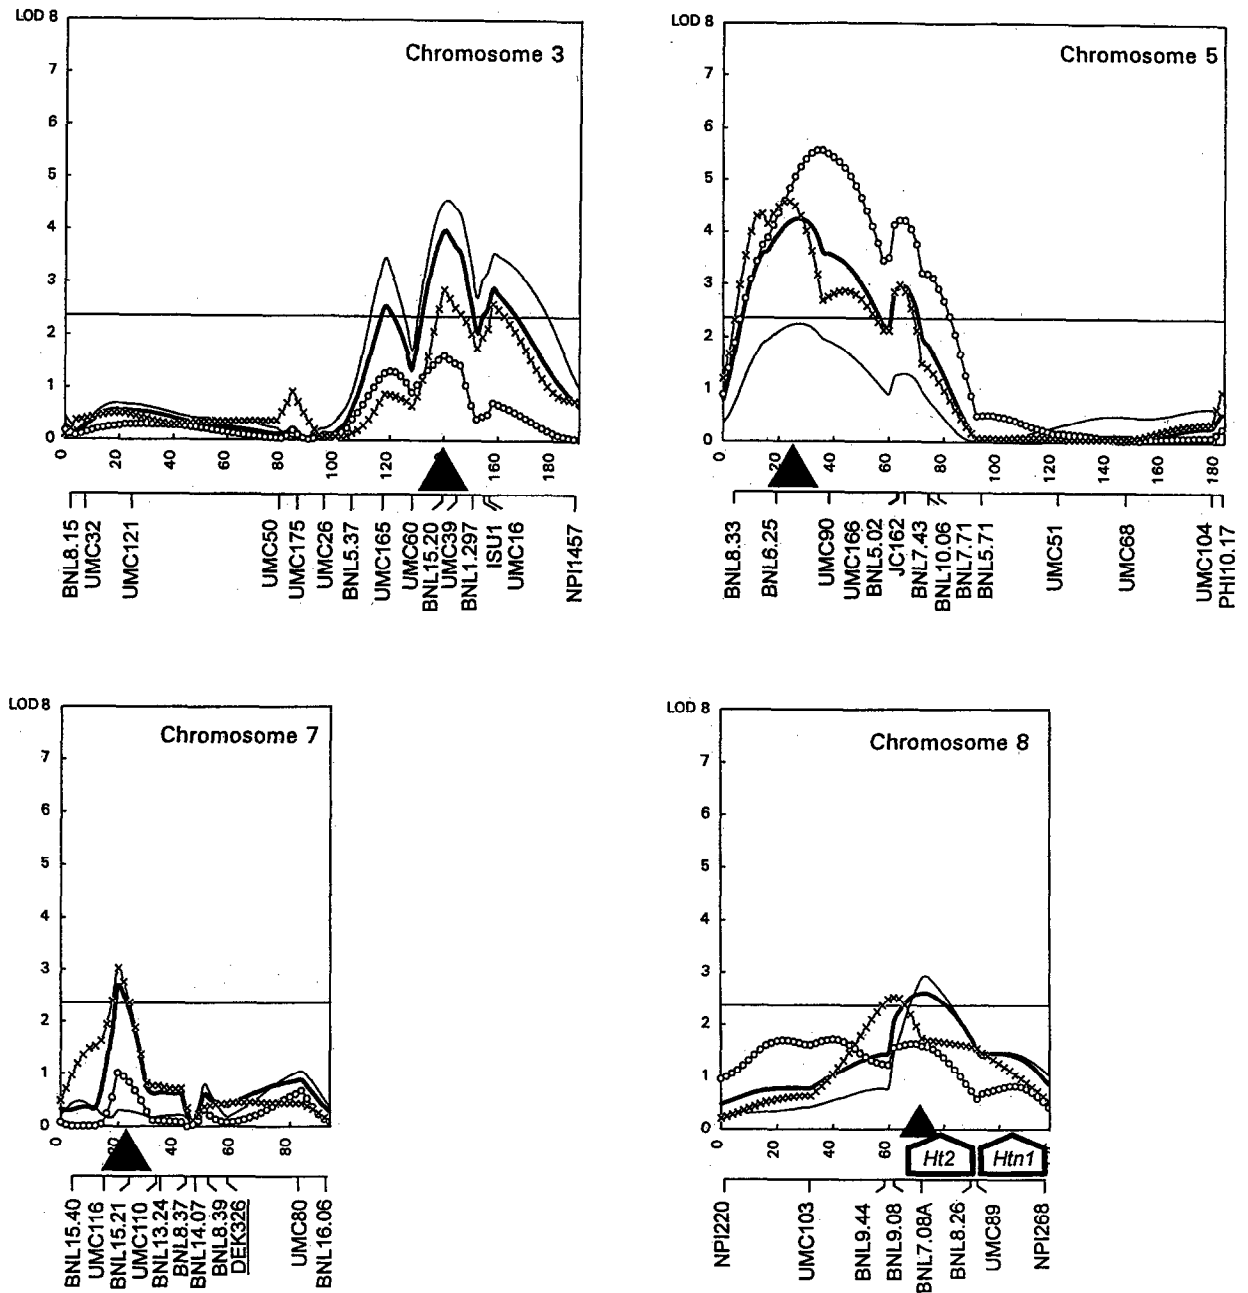 LOD 8
Chromosome 3
7
6
5
4
3
2
1
0
0 20 40 60 80 100 120 160 180
BNL8.15 UMC32 UMC121 UMC50 UMC175 UMC26 BNL5.37 UMC165 UMC60 BNL15.20 UMC39 BNL1.297 ISU1 UMC16 NPI1457
LOD 8
Chromosome 5
7
6
5
4
3
2
1
0
0 20 40 60 80 100 120 140 160 180
BNL8.33 BNL6.25 UMC90 UMC166 BNL5.02 JC162 BNL7.43 BNL10.06 BNL7.71 BNL5.71 UMC51 UMC68 UMC104 PHI10.17
LOD 8
Chromosome 7
7
6
5
4
3
2
1
0
0 20 40 60 80
BNL15.40 UMC116 BNL15.21 UMC110 BNL13.24 BNL8.37 BNL14.07 BNL8.39 DEK326 UMC80 BNL16.06
LOD 8
Chromosome 8
7
6
5
4
3
2
1
0
0 20 40 60 80 100
Ht2 Htn1
NPI220 UMC103 BNL9.44 BNL9.08 BNL7.08A BNL8.26 UMC89 NPI268